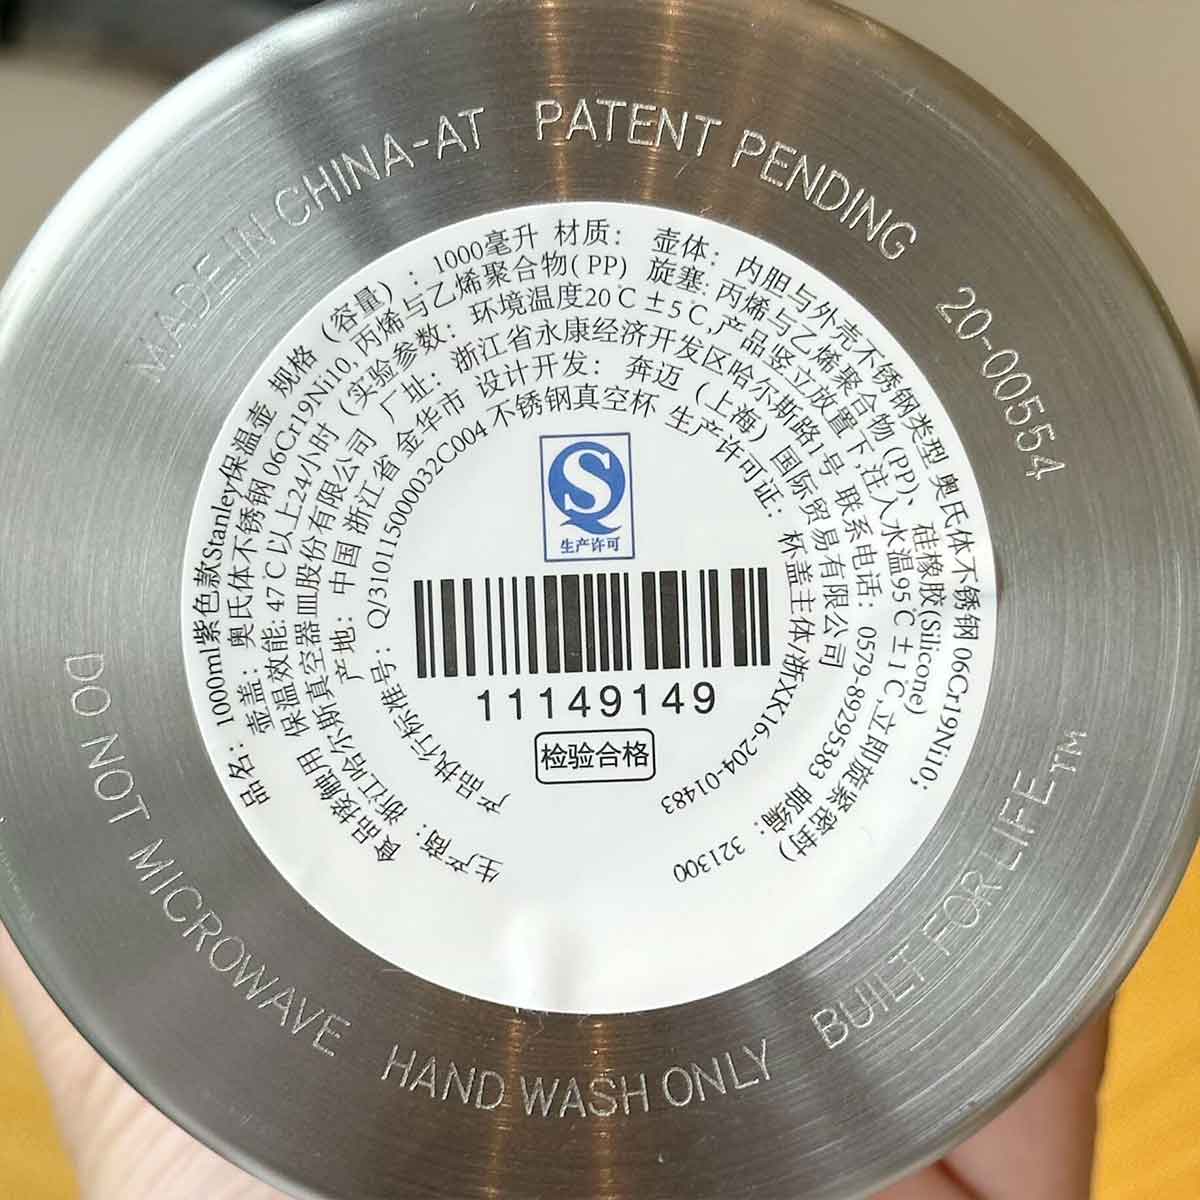 MADE IN CHINA-AT PATENT PENDING 20-00554
品名：1000ml紫色款Stanley保温壶 规格（容量）：1000毫升 材质： 壶体：内胆与外壳不锈钢类型 奥氏体不锈钢 06Cr19Ni10;
壶盖：奥氏体不锈钢 06Cr19Ni10, 丙烯与乙烯聚合物( PP) 旋塞: 丙烯与乙烯聚合物 (PP)、硅橡胶(Silicone)
食品接触用 保温效能: 47℃以上24小时 (实验参数：环境温度20℃±5℃,产品竖立放置下,注入水温95℃±1℃,立即旋紧密封)
生产商：浙江哈尔斯真空器皿股份有限公司 厂址：浙江省永康经济开发区哈尔斯路1号 联系电话：0579-89295383 邮编：321300
产地：中国 浙江省 金华市 设计开发： 奔迈（上海）国际贸易有限公司
产品执行标准号：Q/310115000332C004 不锈钢真空杯 生产许可证：杯盖主体:浙XK16-204-01483
S
生产许可
11149149
检验合格
DO NOT MICROWAVE HAND WASH ONLY BUILT FOR LIFE™